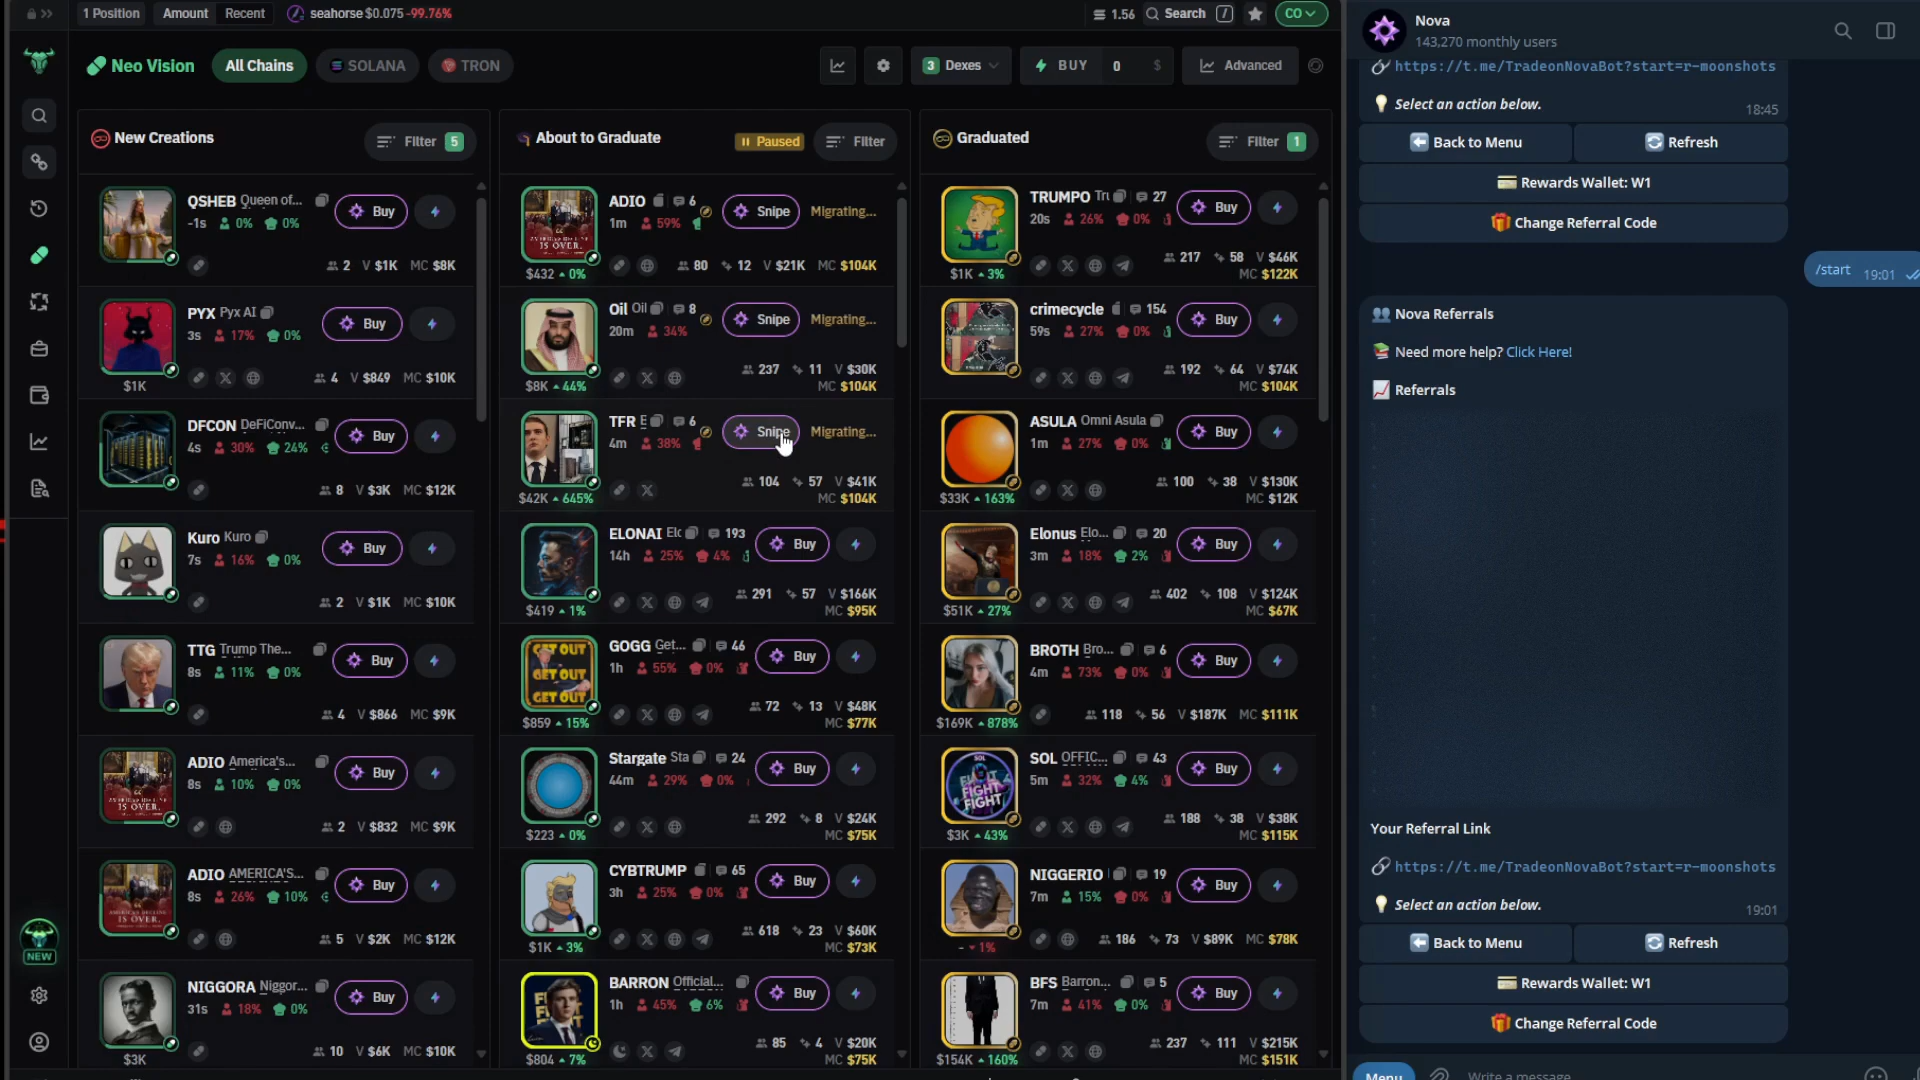 1 Position
Amount
Recent
seahorse $0.075 -99.76%
1.56
Search
/
CO
Neo Vision
All Chains
SOLANA
TRON
3 Dexes
BUY 0 $
Advanced
New Creations
Filter 5
QSHEB Queen of...
Buy
-1s 0% 0%
2 V $1K MC $8K
PYX Pyx AI
Buy
3s 17% 0%
$1K
4 V $849 MC $10K
DFCON DeFiConv...
Buy
4s 30% 24%
8 V $3K MC $12K
Kuro Kuro
Buy
7s 16% 0%
2 V $1K MC $10K
TTG Trump The...
Buy
8s 11% 0%
4 V $866 MC $9K
ADIO America's...
Buy
8s 10% 0%
2 V $832 MC $9K
ADIO AMERICA'S...
Buy
8s 26% 10%
5 V $2K MC $12K
NIGGORA Niggor...
Buy
31s 18% 0%
$3K
10 V $6K MC $10K
About to Graduate
Paused
Filter
ADIO 6
Snipe
Migrating...
1m 59%
80 12 V $21K MC $104K
$432 0%
Oil Oil 8
Snipe
Migrating...
20m 34%
237 11 V $30K
$8K 44%
MC $104K
TFR 6
Snipe
Migrating...
4m 38%
104 57 V $41K
$42K 645%
MC $104K
ELONAI 193
Buy
14h 25% 4%
291 57 V $166K
$419 1%
MC $95K
GOGG Get... 46
Buy
1h 55% 0%
GET OUT
GET OUT
72 13 V $48K
$859 15%
MC $77K
Stargate Sta 24
Buy
44m 29% 0%
292 8 V $24K
$223 0%
MC $75K
CYBTRUMP 65
Buy
3h 25% 0%
618 23 V $60K
$1K 3%
MC $73K
BARRON Official...
Buy
1h 45% 6%
85 4 V $20K
$804 7%
MC $75K
Graduated
Filter 1
TRUMPO 27
Buy
20s 26% 0%
217 58 V $46K
$1K 3%
MC $122K
crimecycle 154
Buy
59s 27% 0%
192 64 V $74K
MC $104K
ASULA Omni Asula
Buy
1m 27% 0%
100 38 V $130K
$33K 163%
MC $12K
Elonus Elo... 20
Buy
3m 18% 2%
402 108 V $124K
$51K 27%
MC $67K
BROTH Bro... 6
Buy
4m 73% 0%
118 56 V $187K MC $111K
$169K 878%
SOL OFFIC... 43
Buy
5m 32% 4%
SOL
FIGHT
FIGHT
188 38 V $38K
$3K 43%
MC $115K
NIGGERIO 19
Buy
7m 15% 0%
186 73 V $89K MC $78K
- 1%
BFS Barron... 5
Buy
7m 41% 0%
237 111 V $215K
$154K 160%
MC $151K
NEW
Nova
143,270 monthly users
https://t.me/TradeonNovaBot?start=r-moonshots
Select an action below.
18:45
Back to Menu
Refresh
Rewards Wallet: W1
Change Referral Code
/start 19:01
Nova Referrals
Need more help? Click Here!
Referrals
Your Referral Link
https://t.me/TradeonNovaBot?start=r-moonshots
Select an action below.
19:01
Back to Menu
Refresh
Rewards Wallet: W1
Change Referral Code
Menu
Write a message...